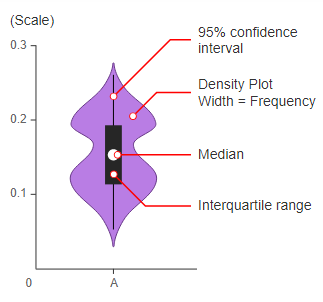 (Scale)
95% confidence
interval
0.3
Density Plot
Width = Frequency
0.2
Median
0.1
Interquartile range
0
A